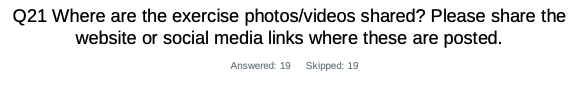 Q21 Where are the exercise photos/videos shared? Please share the
website or social media links where these are posted.
Answered: 19 Skipped: 19